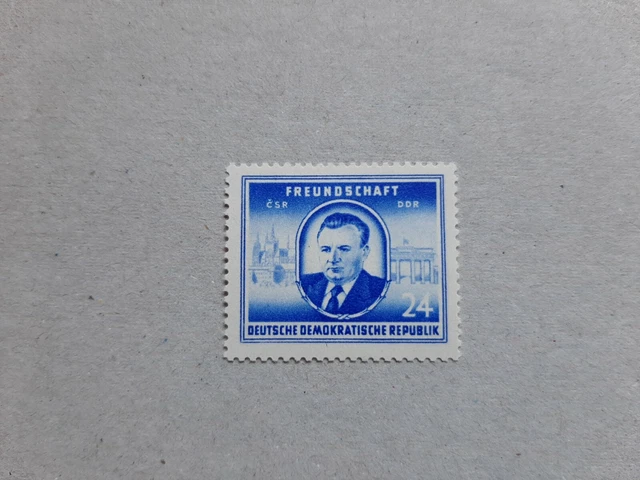 FREUNDSCHAFT
ČSR DDR
24
DEUTSCHE DEMOKRATISCHE REPUBLIK